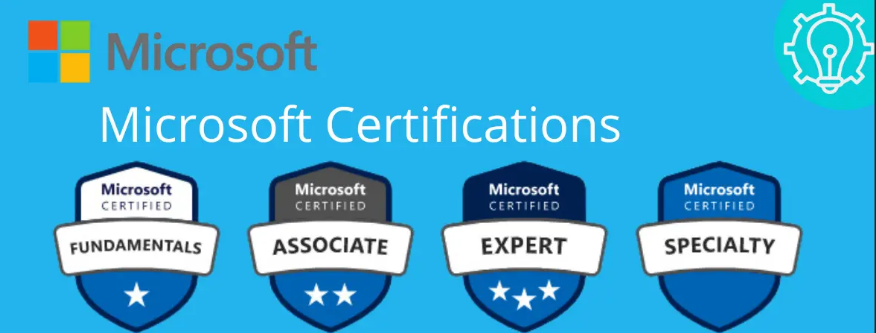 Microsoft
Microsoft Certifications
Microsoft
CERTIFIED
FUNDAMENTALS
Microsoft
CERTIFIED
ASSOCIATE
Microsoft
CERTIFIED
EXPERT
Microsoft
CERTIFIED
SPECIALTY